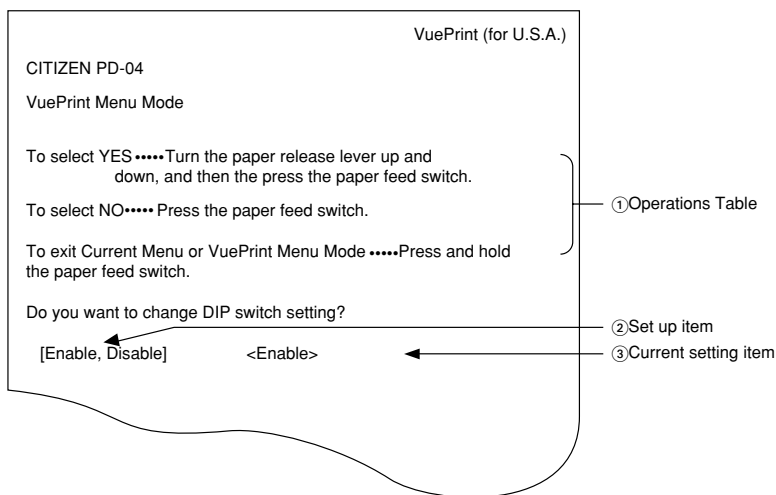 VuePrint (for U.S.A.)
CITIZEN PD-04
VuePrint Menu Mode
To select YES •••••Turn the paper release lever up and
down, and then the press the paper feed switch.
To select NO••••• Press the paper feed switch.
To exit Current Menu or VuePrint Menu Mode •••••Press and hold
the paper feed switch.
①Operations Table
Do you want to change DIP switch setting?
②Set up item
[Enable, Disable] <Enable>
③Current setting item